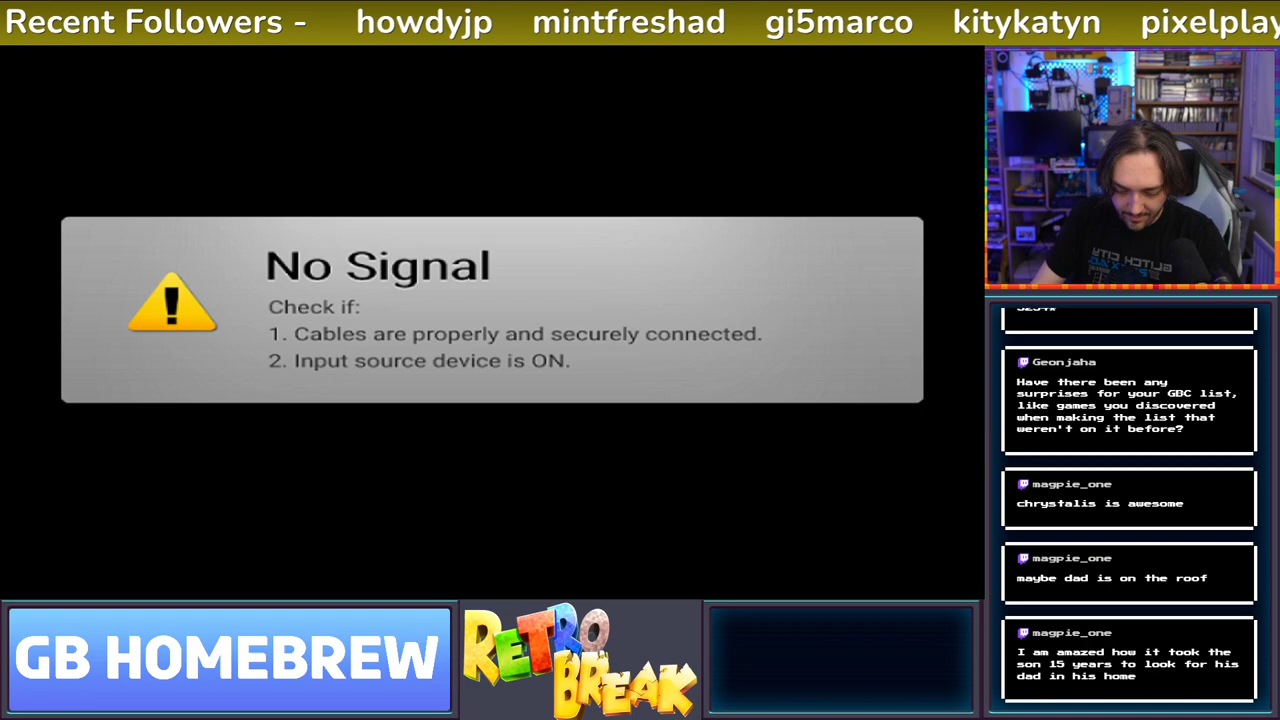 Recent Followers - howdyjp mintfreshad gi5marco kitykatyn pixelplay
No Signal
Check if:
1. Cables are properly and securely connected.
2. Input source device is ON.
Geonjaha
Have there been any
surprises for your GBC list,
like games you discovered
when making the list that
weren't on it before?
magpie_one
chrystalis is awesome
magpie_one
maybe dad is on the roof
magpie_one
I am amazed how it took the
son 15 years to look for his
dad in his home
GB HOMEBREW
RETRO
BREAK